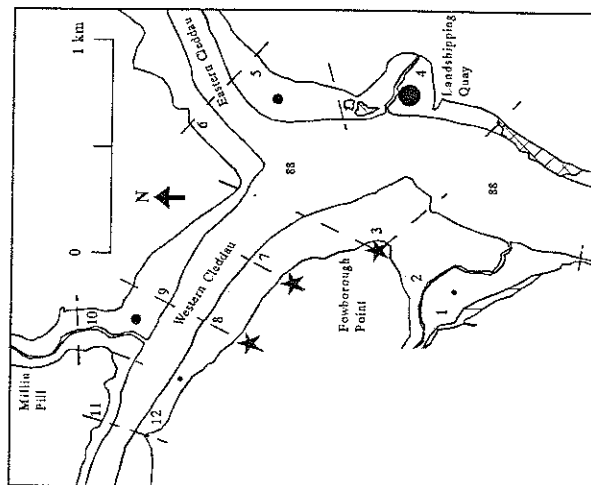 0
1 km
N
Millin
Pill
10
11
12
9
8
7
6
5
Eastern Cleddau
Western Cleddau
88
88
3
4
Fowborough
Point
2
1
Landshipping
Quay